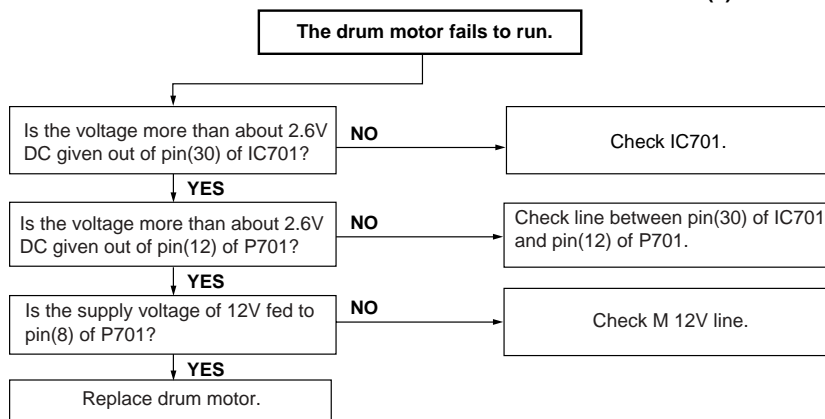 The drum motor fails to run.
Is the voltage more than about 2.6V
DC given out of pin(30) of IC701?
NO
Check IC701.
YES
Is the voltage more than about 2.6V
DC given out of pin(12) of P701?
NO
Check line between pin(30) of IC701
and pin(12) of P701.
YES
Is the supply voltage of 12V fed to
pin(8) of P701?
NO
Check M 12V line.
YES
Replace drum motor.